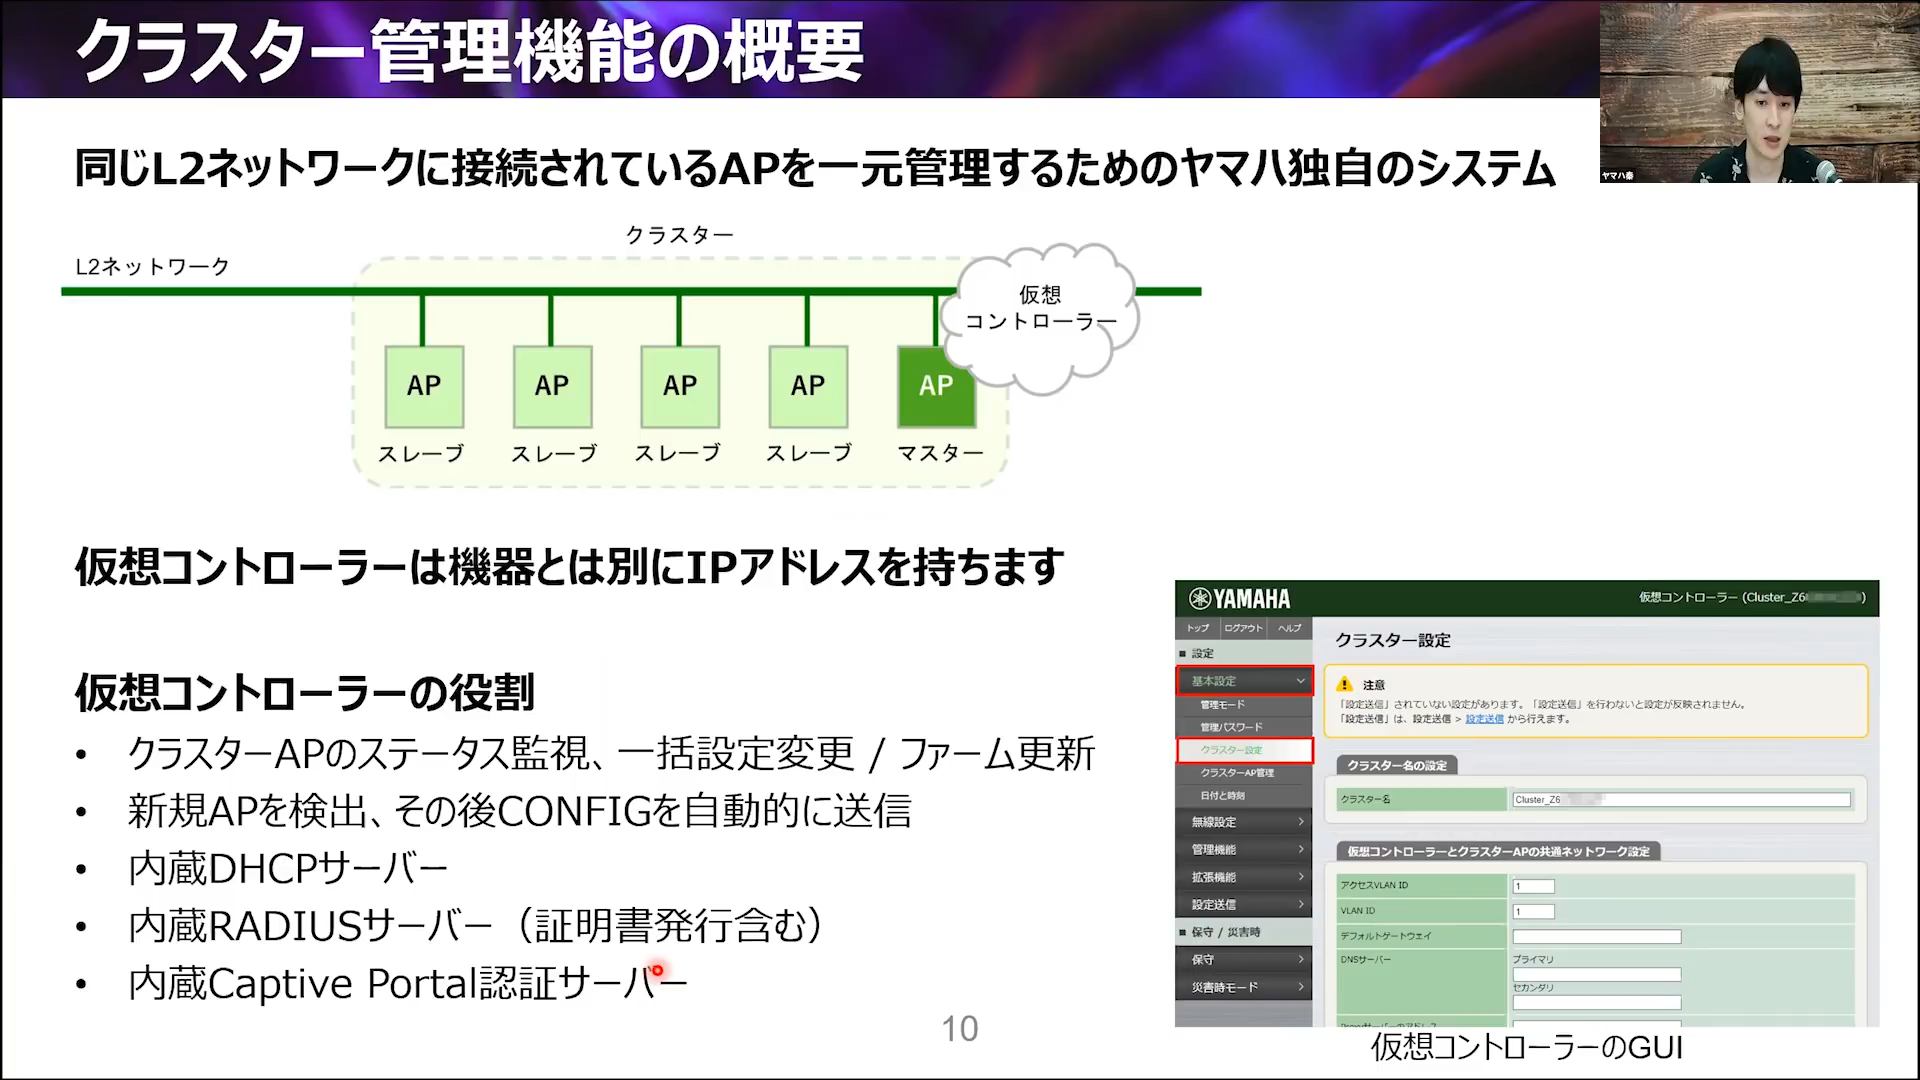 クラスター管理機能の概要
ヤマハ秦
同じL2ネットワークに接続されているAPを一元管理するためのヤマハ独自のシステム
クラスター
L2ネットワーク
仮想
コントローラー
AP AP AP AP AP
スレーブ スレーブ スレーブ スレーブ マスター
仮想コントローラーは機器とは別にIPアドレスを持ちます
仮想コントローラーの役割
• クラスターAPのステータス監視、一括設定変更 / ファーム更新
• 新規APを検出、その後CONFIGを自動的に送信
• 内蔵DHCPサーバー
• 内蔵RADIUSサーバー（証明書発行含む）
• 内蔵Captive Portal認証サーバー
YAMAHA
仮想コントローラー (Cluster_Z6 )
トップ ログアウト ヘルプ
設定
基本設定
管理モード
管理パスワード
クラスター設定
クラスターAP管理
日付と時刻
無線設定
管理機能
拡張機能
設定送信
保守 / 災害時
保守
災害時モード
クラスター設定
注意
「設定送信」されていない設定があります。「設定送信」を行わないと設定が反映されません。
「設定送信」は、設定送信 > 設定送信 から行えます。
クラスター名の設定
クラスター名 Cluster_Z6
仮想コントローラーとクラスターAPの共通ネットワーク設定
アクセスVLAN ID 1
VLAN ID 1
デフォルトゲートウェイ
DNSサーバー プライマリ
セカンダリ
仮想コントローラーのGUI
10